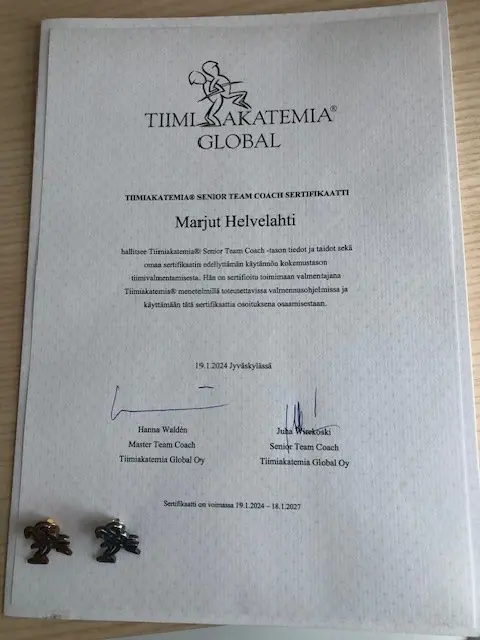 TIIMIAKATEMIA®
GLOBAL
TIIMIAKATEMIA® SENIOR TEAM COACH SERTIFIKAATTI
Marjut Helvelahti
hallitsee Tiimiakatemia® Senior Team Coach -tason tiedot ja taidot sekä
omaa sertifikaatin edellyttämän käytännön kokemustason
tiimivalmentamisesta. Hän on sertifioitu toimimaan valmentajana
Tiimiakatemia® menetelmillä toteutettavissa valmennusohjelmissa ja
käyttämään tätä sertifikaattia osoituksena osaamisestaan.
19.1.2024 Jyväskylässä
Hanna Waldén
Master Team Coach
Tiimiakatemia Global Oy
Juha Wirekoski
Senior Team Coach
Tiimiakatemia Global Oy
Sertifikaatti on voimassa 19.1.2024 – 18.1.2027